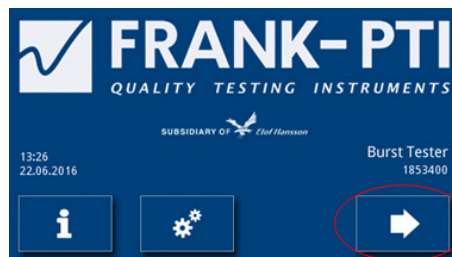 FRANK-PTI
QUALITY TESTING INSTRUMENTS
SUBSIDIARY OF Elof Hansson
13:26
22.06.2016
Burst Tester
1853400